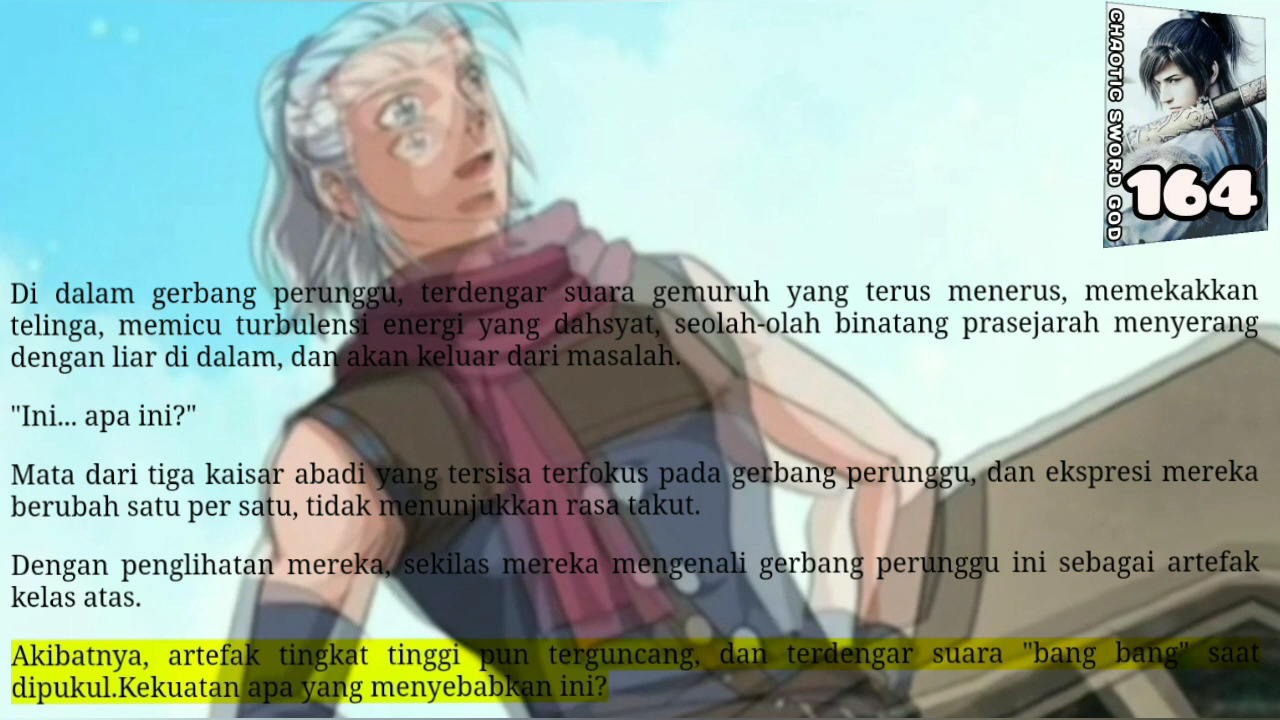 CHAOTIC SWORD GOD
164
Di dalam gerbang perunggu, terdengar suara gemuruh yang terus menerus, memekakkan
telinga, memicu turbulensi energi yang dahsyat, seolah-olah binatang prasejarah menyerang
dengan liar di dalam, dan akan keluar dari masalah.
"Ini... apa ini?"
Mata dari tiga kaisar abadi yang tersisa terfokus pada gerbang perunggu, dan ekspresi mereka
berubah satu per satu, tidak menunjukkan rasa takut.
Dengan penglihatan mereka, sekilas mereka mengenali gerbang perunggu ini sebagai artefak
kelas atas.
Akibatnya, artefak tingkat tinggi pun terguncang, dan terdengar suara "bang bang" saat
dipukul.Kekuatan apa yang menyebabkan ini?